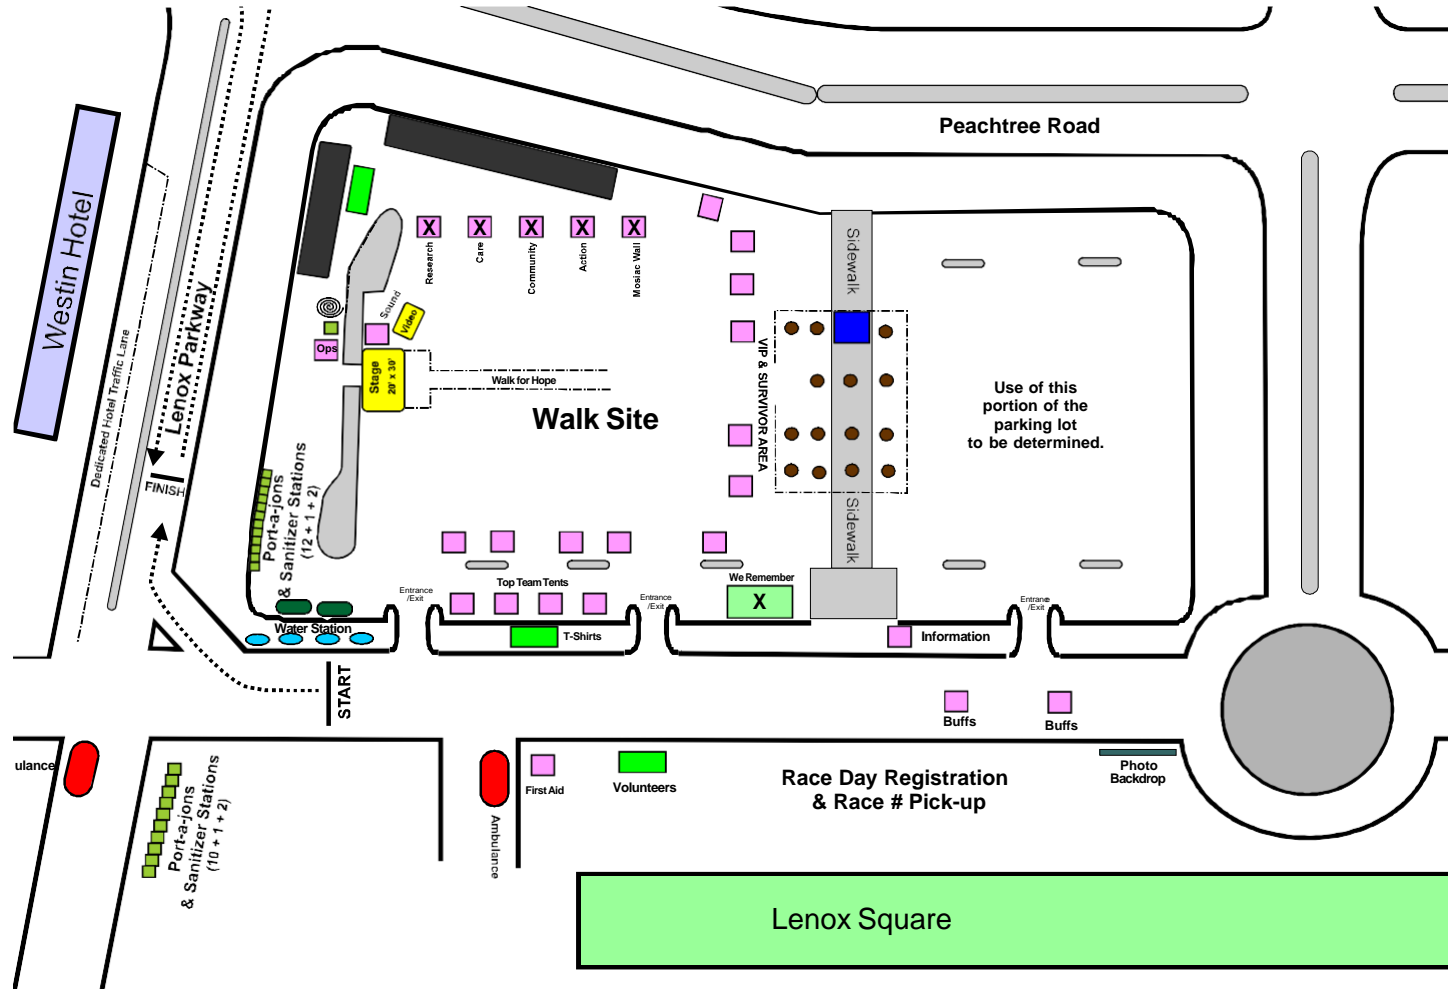 Peachtree Road
Westin Hotel
Lenox Parkway
Dedicated Hotel Traffic Lane
FINISH
X
X
X
X
X
Research
Care
Community
Action
Mosiac Wall
Sound
Video
Ops
Stage
20' x 30'
Walk for Hope
Walk Site
VIP & SURVIVOR AREA
Sidewalk
Sidewalk
Use of this
portion of the
parking lot
to be determined.
Port-a-jons
& Sanitizer Stations
(12 + 1 + 2)
Water Station
Entrance
/Exit
Top Team Tents
T-Shirts
Entrance
/Exit
We Remember
X
Information
Entrance
/Exit
START
Buffs
Buffs
ulance
Port-a-jons
& Sanitizer Stations
(10 + 1 + 2)
Ambulance
First Aid
Volunteers
Race Day Registration
& Race # Pick-up
Photo
Backdrop
Lenox Square